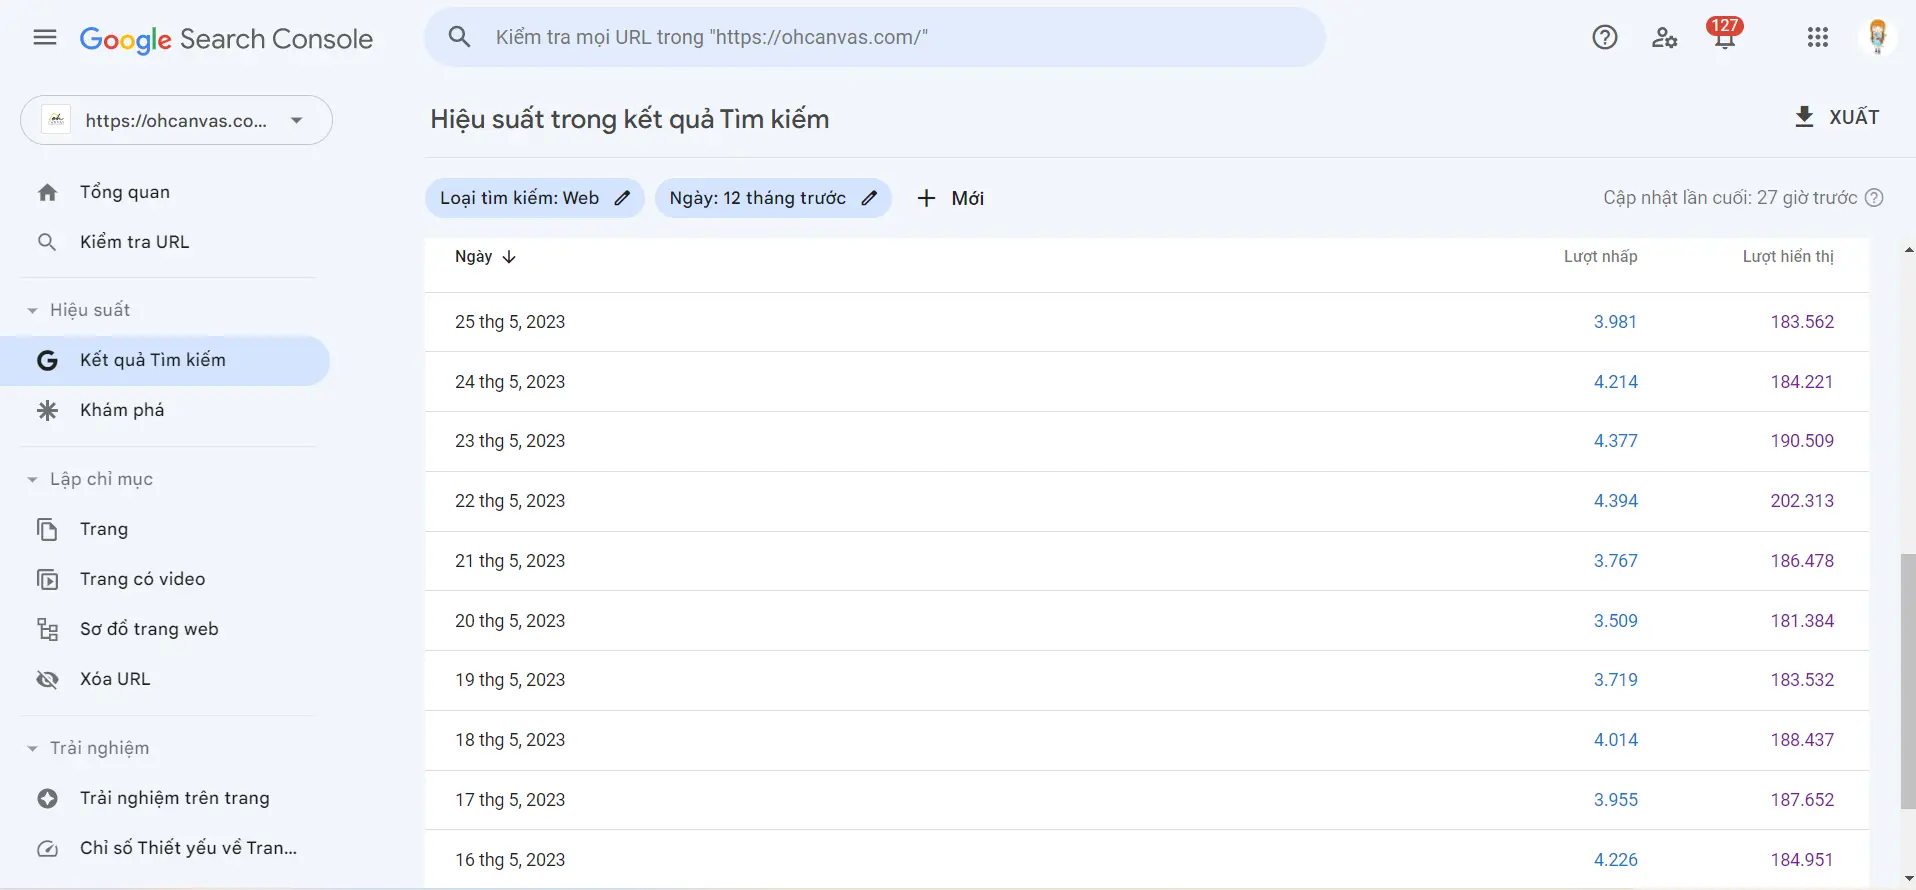 Google Search Console
Kiểm tra mọi URL trong "https://ohcanvas.com/"
127
https://ohcanvas.co...
Tổng quan
Kiểm tra URL
Hiệu suất
Kết quả Tìm kiếm
Khám phá
Lập chỉ mục
Trang
Trang có video
Sơ đồ trang web
Xóa URL
Trải nghiệm
Trải nghiệm trên trang
Chỉ số Thiết yếu về Tran...
Hiệu suất trong kết quả Tìm kiếm
XUẤT
Loại tìm kiếm: Web
Ngày: 12 tháng trước
Mới
Cập nhật lần cuối: 27 giờ trước
Ngày Lượt nhấp Lượt hiển thị
25 thg 5, 2023 3.981 183.562
24 thg 5, 2023 4.214 184.221
23 thg 5, 2023 4.377 190.509
22 thg 5, 2023 4.394 202.313
21 thg 5, 2023 3.767 186.478
20 thg 5, 2023 3.509 181.384
19 thg 5, 2023 3.719 183.532
18 thg 5, 2023 4.014 188.437
17 thg 5, 2023 3.955 187.652
16 thg 5, 2023 4.226 184.951